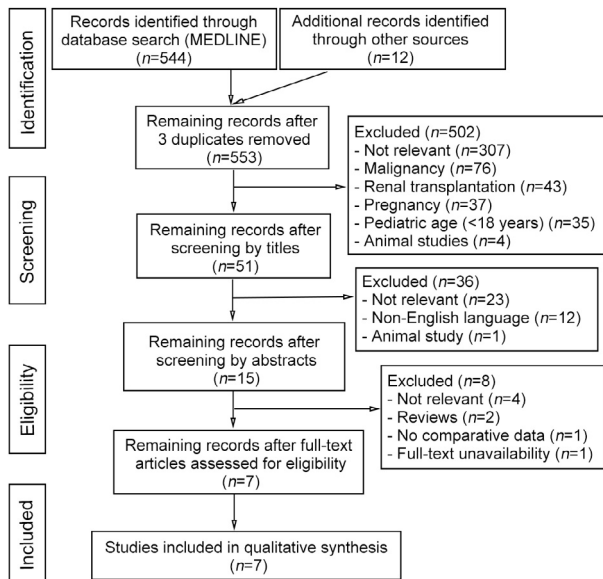 Identification
Records identified through
database search (MEDLINE)
(n=544)
Additional records identified
through other sources
(n=12)
Remaining records after
3 duplicates removed
(n=553)
Excluded (n=502)
- Not relevant (n=307)
- Malignancy (n=76)
- Renal transplantation (n=43)
- Pregnancy (n=37)
- Pediatric age (<18 years) (n=35)
- Animal studies (n=4)
Screening
Remaining records after
screening by titles
(n=51)
Excluded (n=36)
- Not relevant (n=23)
- Non-English language (n=12)
- Animal study (n=1)
Remaining records after
screening by abstracts
(n=15)
Eligibility
Excluded (n=8)
- Not relevant (n=4)
- Reviews (n=2)
- No comparative data (n=1)
- Full-text unavailability (n=1)
Remaining records after full-text
articles assessed for eligibility
(n=7)
Included
Studies included in qualitative synthesis
(n=7)